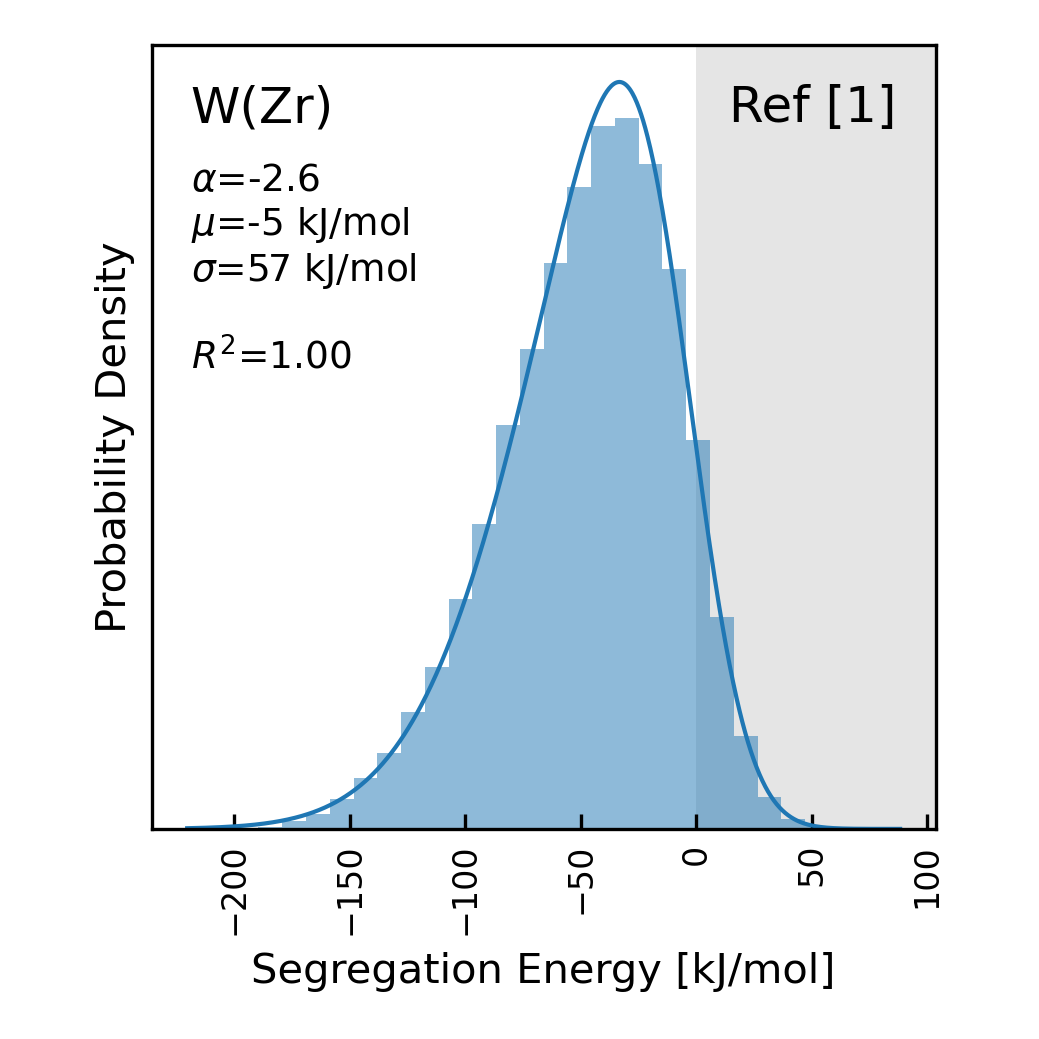 W(Zr)
Ref [1]
α=-2.6
μ=-5 kJ/mol
σ=57 kJ/mol
R²=1.00
Probability Density
−200 −150 −100 −50 0 50 100
Segregation Energy [kJ/mol]